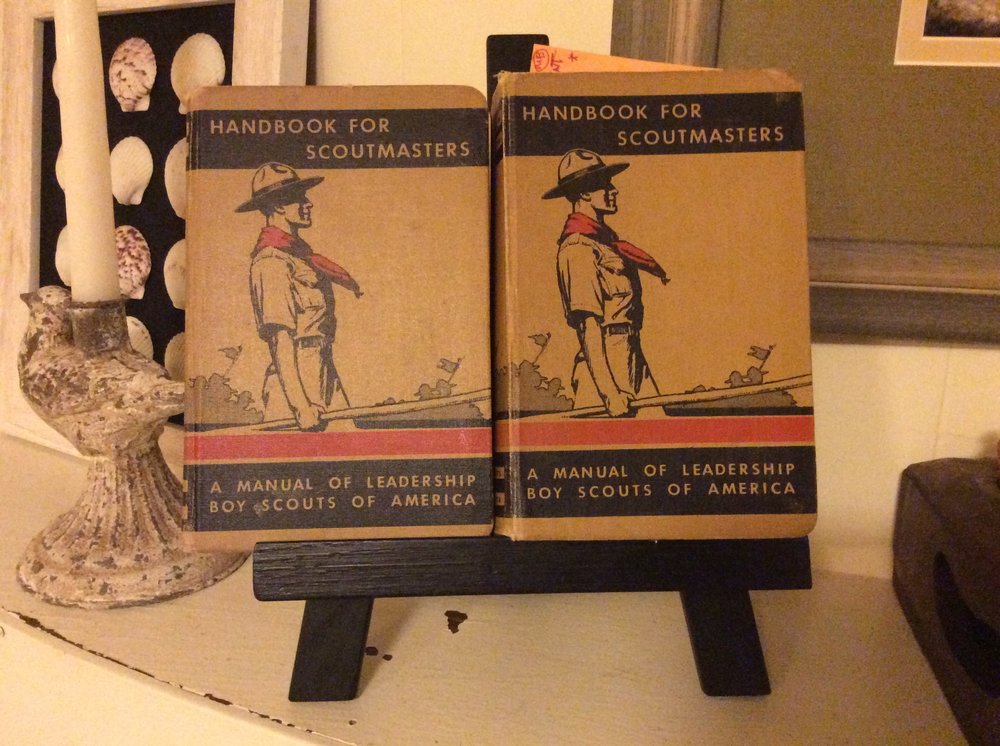 HANDBOOK FOR
SCOUTMASTERS
A MANUAL OF LEADERSHIP
BOY SCOUTS OF AMERICA
HANDBOOK FOR
SCOUTMASTERS
A MANUAL OF LEADERSHIP
BOY SCOUTS OF AMERICA